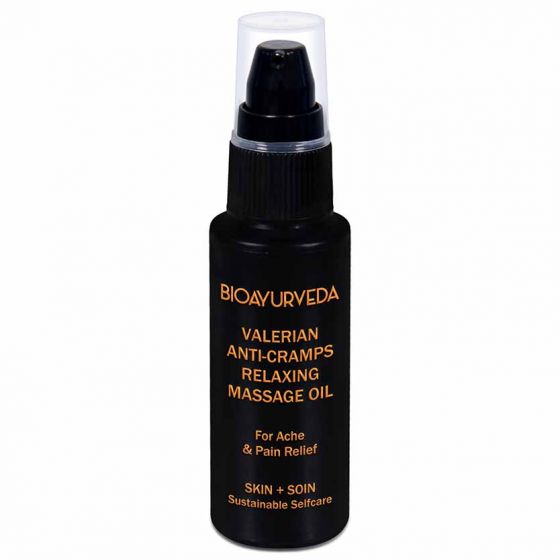 BIOAYURVEDA
VALERIAN
ANTI-CRAMPS
RELAXING
MASSAGE OIL
For Ache
& Pain Relief
SKIN + SOIN
Sustainable Selfcare